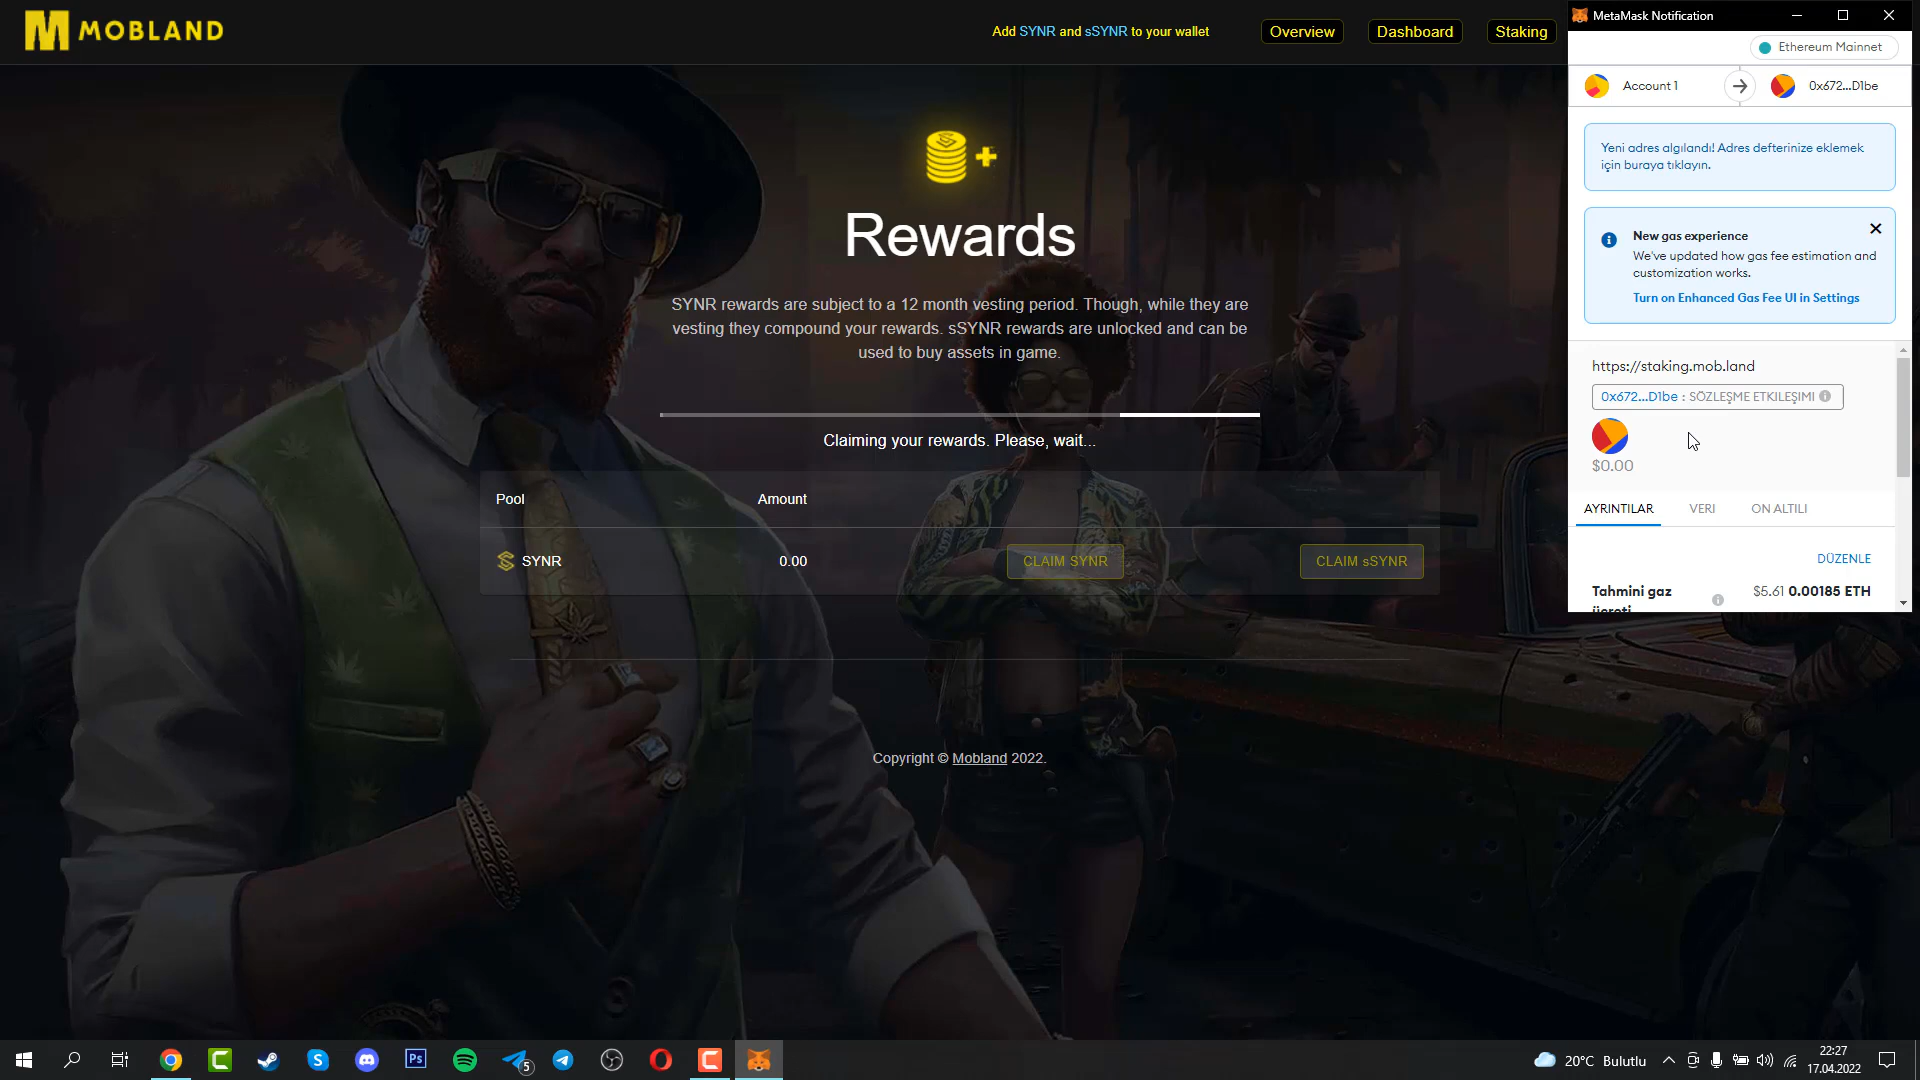 MOBLAND
Add SYNR and sSYNR to your wallet
Overview
Dashboard
Staking
Rewards
SYNR rewards are subject to a 12 month vesting period. Though, while they are
vesting they compound your rewards. sSYNR rewards are unlocked and can be
used to buy assets in game.
Claiming your rewards. Please, wait...
Pool
Amount
SYNR
0.00
CLAIM SYNR
CLAIM sSYNR
Copyright © Mobland 2022.
MetaMask Notification
Ethereum Mainnet
Account 1
0x672...D1be
Yeni adres algılandı! Adres defterinize eklemek
için buraya tıklayın.
New gas experience
We've updated how gas fee estimation and
customization works.
Turn on Enhanced Gas Fee UI in Settings
https://staking.mob.land
0x672...D1be : SÖZLEŞME ETKILEŞIMI
$0.00
AYRINTILAR
VERI
ON ALTILI
DÜZENLE
Tahmini gaz
ücreti
$5.61 0.00185 ETH
Ps
5
20°C Bulutlu
22:27
17.04.2022